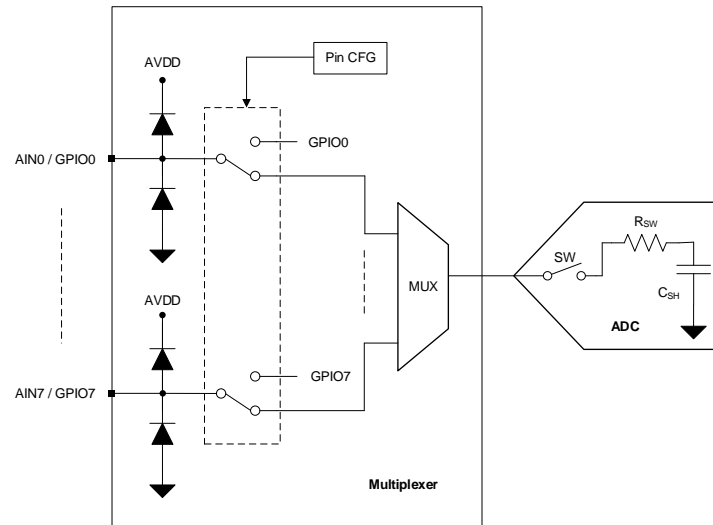 Pin CFG
AVDD
GPIO0
AIN0 / GPIO0
RSW
SW
MUX
CSH
AVDD
ADC
GPIO7
AIN7 / GPIO7
Multiplexer